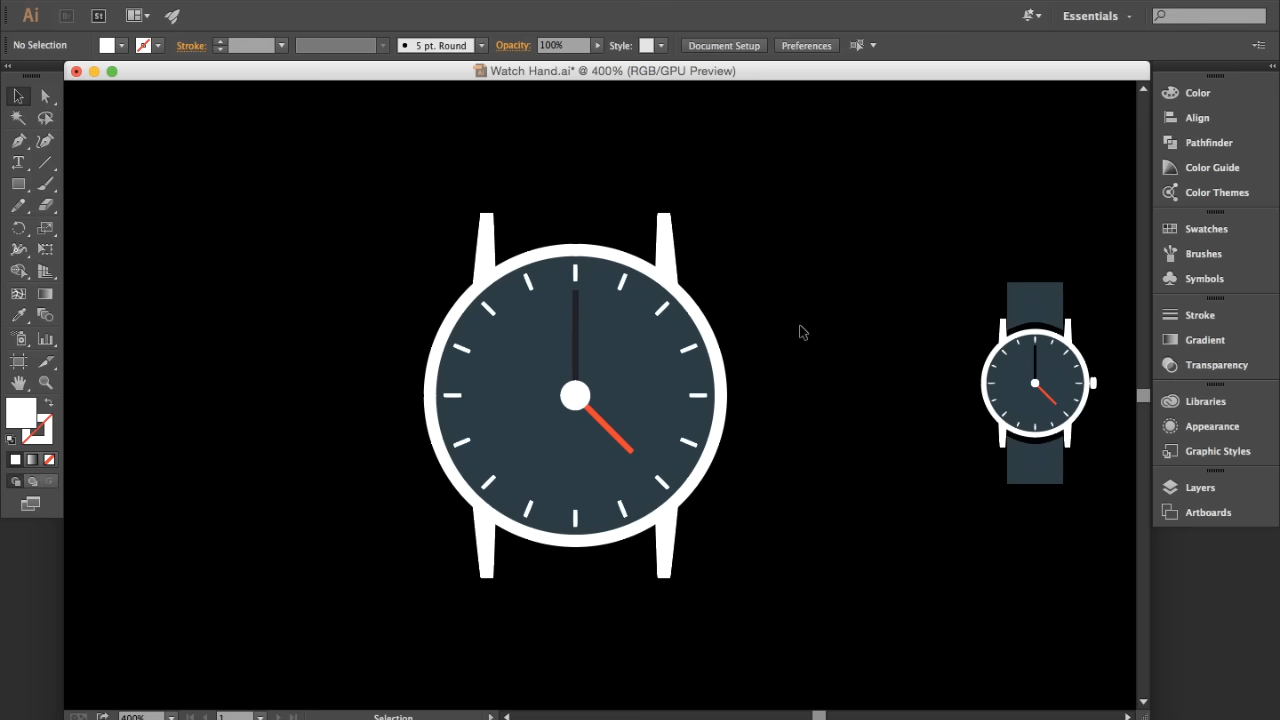 Ai Br St Essentials
No Selection Stroke: 5 pt. Round Opacity: 100% Style: Document Setup Preferences
Watch Hand.ai* @ 400% (RGB/GPU Preview)
Color
Align
Pathfinder
Color Guide
Color Themes
Swatches
Brushes
Symbols
Stroke
Gradient
Transparency
Libraries
Appearance
Graphic Styles
Layers
Artboards
400% 1 Selection